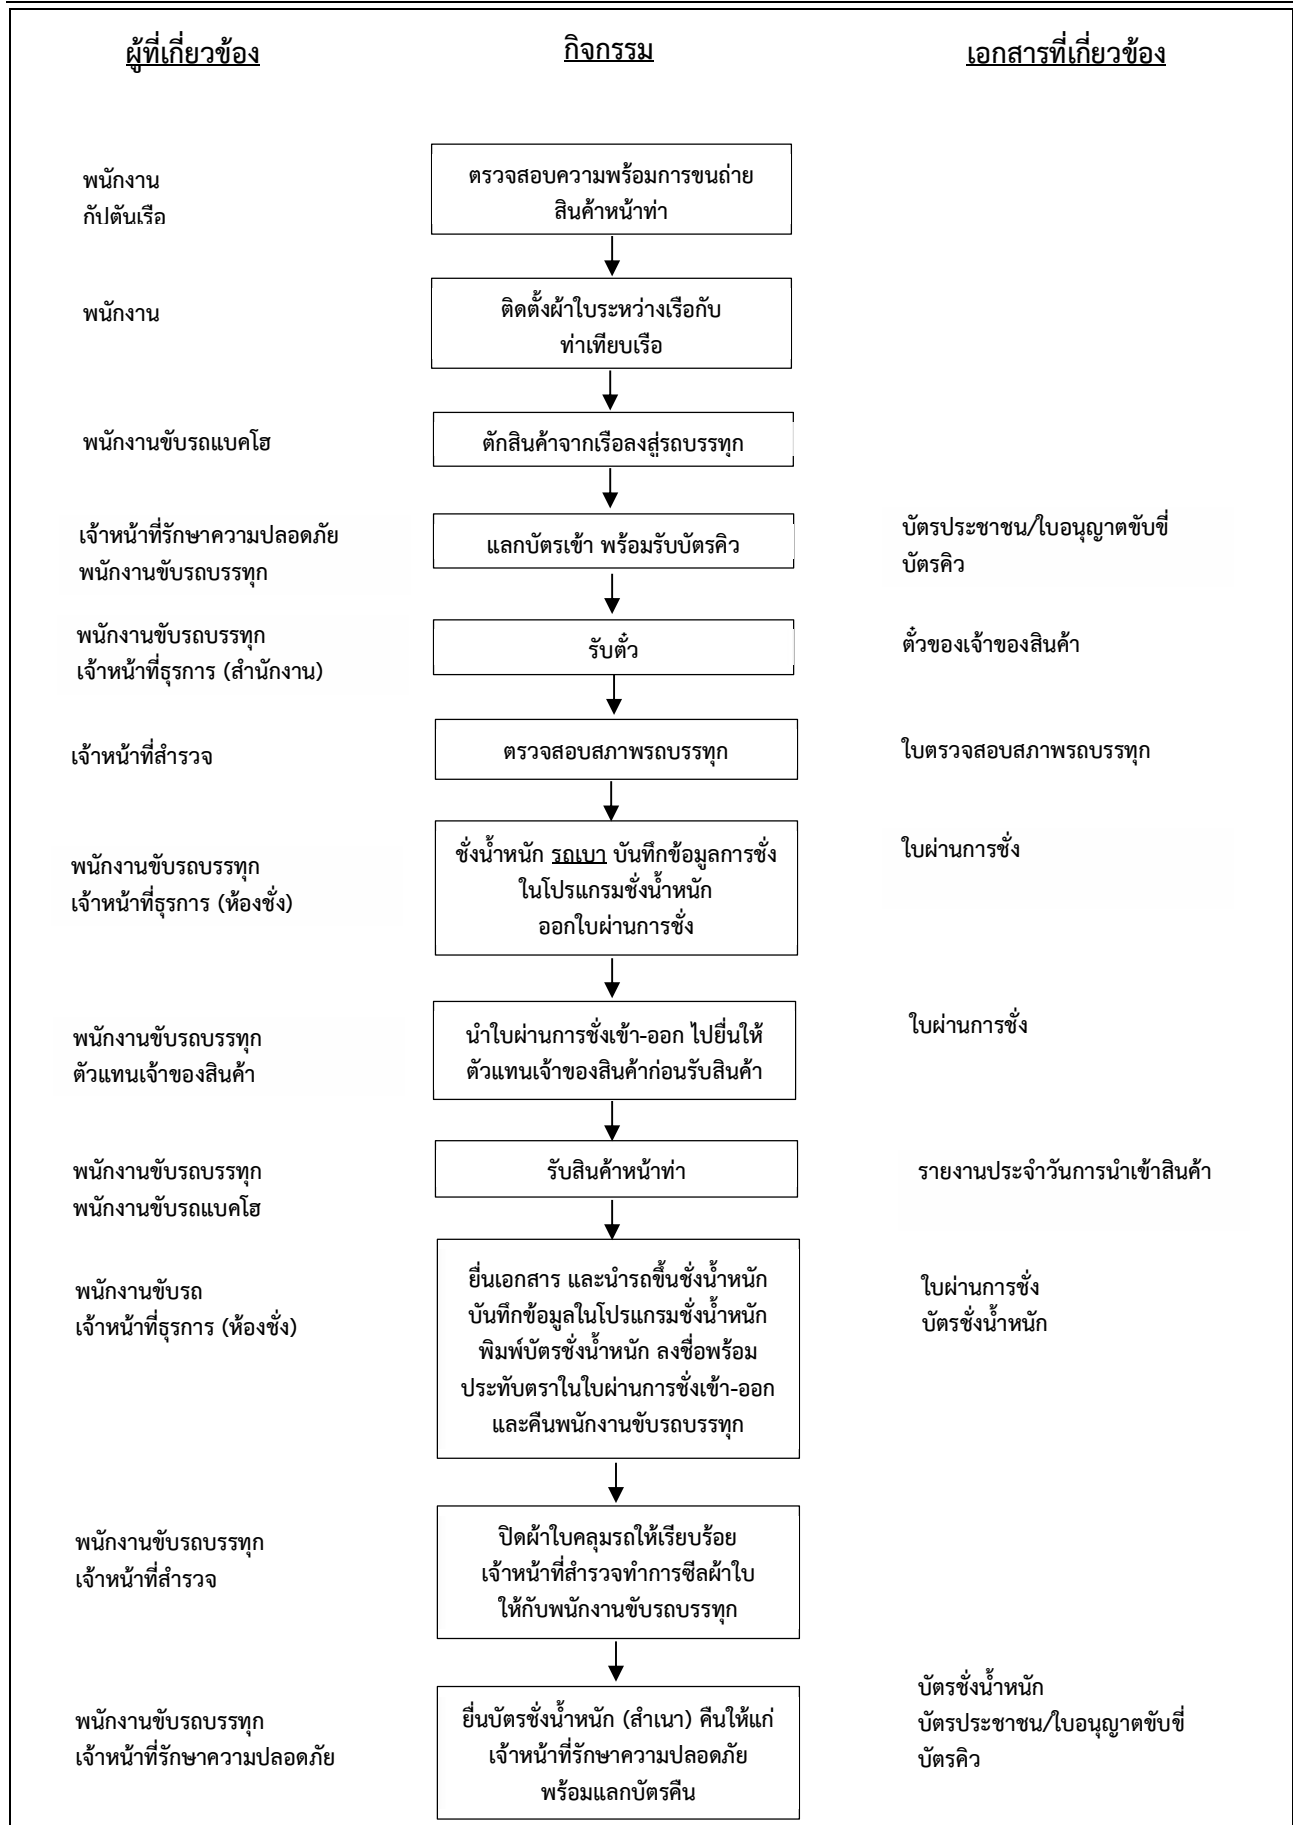 ผู้ที่เกี่ยวข้อง
กิจกรรม
เอกสารที่เกี่ยวข้อง
พนักงาน
กัปตันเรือ
ตรวจสอบความพร้อมการขนถ่าย
สินค้าหน้าท่า
พนักงาน
ติดตั้งผ้าใบระหว่างเรือกับ
ท่าเทียบเรือ
พนักงานขับรถแบคโฮ
ตักสินค้าจากเรือลงสู่รถบรรทุก
เจ้าหน้าที่รักษาความปลอดภัย
พนักงานขับรถบรรทุก
แลกบัตรเข้า พร้อมรับบัตรคิว
บัตรประชาชน/ใบอนุญาตขับขี่
บัตรคิว
พนักงานขับรถบรรทุก
เจ้าหน้าที่ธุรการ (สำนักงาน)
รับตั๋ว
ตั๋วของเจ้าของสินค้า
เจ้าหน้าที่สำรวจ
ตรวจสอบสภาพรถบรรทุก
ใบตรวจสอบสภาพรถบรรทุก
พนักงานขับรถบรรทุก
เจ้าหน้าที่ธุรการ (ห้องชั่ง)
ชั่งน้ำหนัก รถเบา บันทึกข้อมูลการชั่ง
ในโปรแกรมชั่งน้ำหนัก
ออกใบผ่านการชั่ง
ใบผ่านการชั่ง
พนักงานขับรถบรรทุก
ตัวแทนเจ้าของสินค้า
นำใบผ่านการชั่งเข้า-ออก ไปยื่นให้
ตัวแทนเจ้าของสินค้าก่อนรับสินค้า
ใบผ่านการชั่ง
พนักงานขับรถบรรทุก
พนักงานขับรถแบคโฮ
รับสินค้าหน้าท่า
รายงานประจำวันการนำเข้าสินค้า
พนักงานขับรถ
เจ้าหน้าที่ธุรการ (ห้องชั่ง)
ยื่นเอกสาร และนำรถขึ้นชั่งน้ำหนัก
บันทึกข้อมูลในโปรแกรมชั่งน้ำหนัก
พิมพ์บัตรชั่งน้ำหนัก ลงชื่อพร้อม
ประทับตราในใบผ่านการชั่งเข้า-ออก
และคืนพนักงานขับรถบรรทุก
ใบผ่านการชั่ง
บัตรชั่งน้ำหนัก
พนักงานขับรถบรรทุก
เจ้าหน้าที่สำรวจ
ปิดผ้าใบคลุมรถให้เรียบร้อย
เจ้าหน้าที่สำรวจทำการซีลผ้าใบ
ให้กับพนักงานขับรถบรรทุก
พนักงานขับรถบรรทุก
เจ้าหน้าที่รักษาความปลอดภัย
ยื่นบัตรชั่งน้ำหนัก (สำเนา) คืนให้แก่
เจ้าหน้าที่รักษาความปลอดภัย
พร้อมแลกบัตรคืน
บัตรชั่งน้ำหนัก
บัตรประชาชน/ใบอนุญาตขับขี่
บัตรคิว